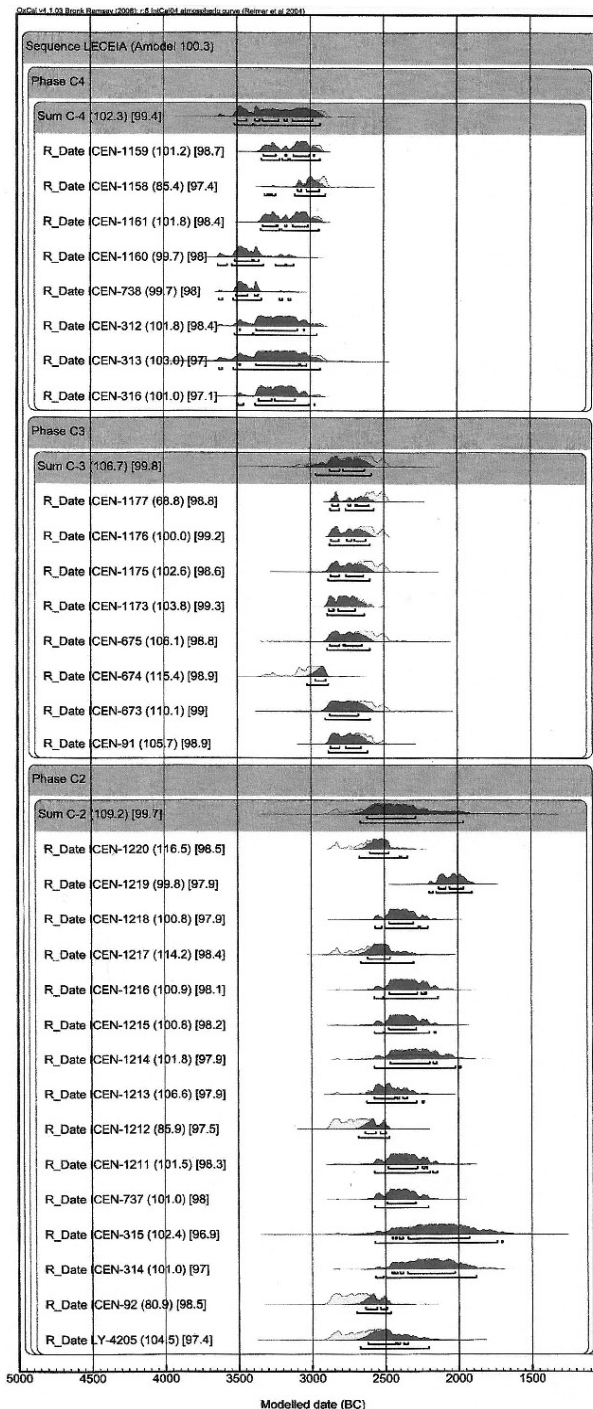 OxCal v4.1.03 Bronk Ramsey (2008); r:5 IntCal04 atmospheric curve (Reimer et al 2004)
Sequence LECEIA (Amodel 100.3)
Phase C4
Sum C-4 (102.3) [99.4]
R_Date ICEN-1159 (101.2) [98.7]
R_Date ICEN-1158 (85.4) [97.4]
R_Date ICEN-1161 (101.8) [98.4]
R_Date ICEN-1160 (99.7) [98]
R_Date ICEN-738 (99.7) [98]
R_Date ICEN-312 (101.8) [98.4]
R_Date ICEN-313 (103.0) [97]
R_Date ICEN-316 (101.0) [97.1]
Phase C3
Sum C-3 (106.7) [99.8]
R_Date ICEN-1177 (68.8) [98.8]
R_Date ICEN-1176 (100.0) [99.2]
R_Date ICEN-1175 (102.6) [98.6]
R_Date ICEN-1173 (103.8) [99.3]
R_Date ICEN-675 (106.1) [98.8]
R_Date ICEN-674 (115.4) [98.9]
R_Date ICEN-673 (110.1) [99]
R_Date ICEN-91 (105.7) [98.9]
Phase C2
Sum C-2 (109.2) [99.7]
R_Date ICEN-1220 (116.5) [98.5]
R_Date ICEN-1219 (99.8) [97.9]
R_Date ICEN-1218 (100.8) [97.9]
R_Date ICEN-1217 (114.2) [98.4]
R_Date ICEN-1216 (100.9) [98.1]
R_Date ICEN-1215 (100.8) [98.2]
R_Date ICEN-1214 (101.8) [97.9]
R_Date ICEN-1213 (106.6) [97.9]
R_Date ICEN-1212 (85.9) [97.5]
R_Date ICEN-1211 (101.5) [98.3]
R_Date ICEN-737 (101.0) [98]
R_Date ICEN-315 (102.4) [96.9]
R_Date ICEN-314 (101.0) [97]
R_Date ICEN-92 (80.9) [98.5]
R_Date LY-4205 (104.5) [97.4]
5000 4500 4000 3500 3000 2500 2000 1500
Modelled date (BC)